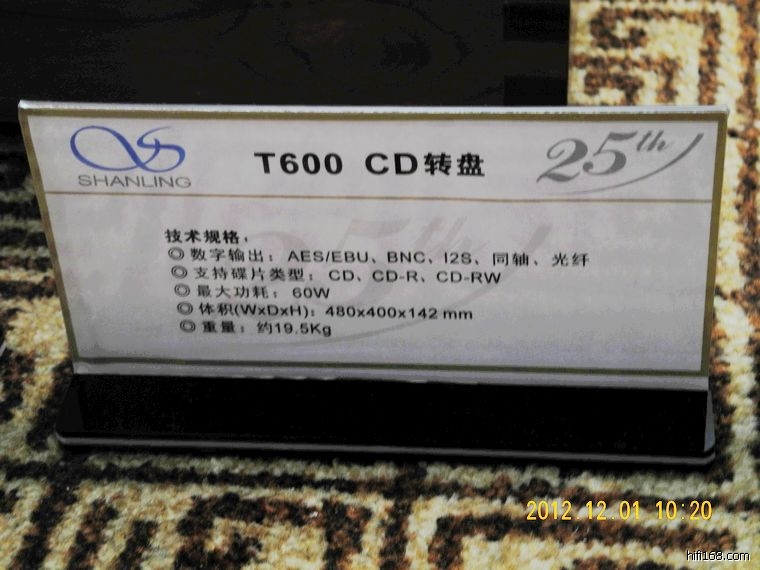 SHANLING
T600 CD转盘
25th
技术规格:
◎ 数字输出: AES/EBU、BNC、I2S、同轴、光纤
◎ 支持碟片类型: CD、CD-R、CD-RW
◎ 最大功耗: 60W
◎ 体积(WxDxH): 480x400x142 mm
◎ 重量: 约19.5Kg
25th
2012.12.01 10:20
hifi168.com